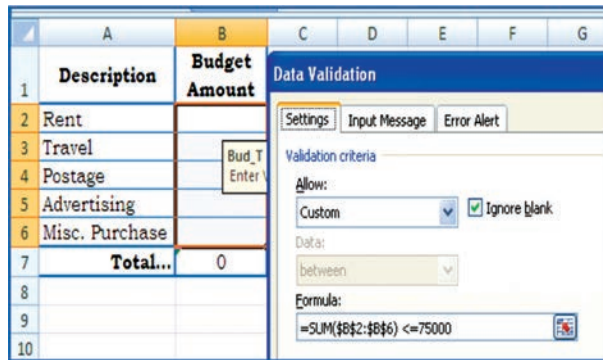 A B C D E F G
1 Description Budget Amount
2 Rent
3 Travel
4 Postage
5 Advertising
6 Misc. Purchase
7 Total... 0
8
9
10
Bud_T
Enter
Data Validation
Settings Input Message Error Alert
Validation criteria
Allow:
Custom Ignore blank
Data:
between
Formula:
=SUM($B$2:$B$6) <=75000